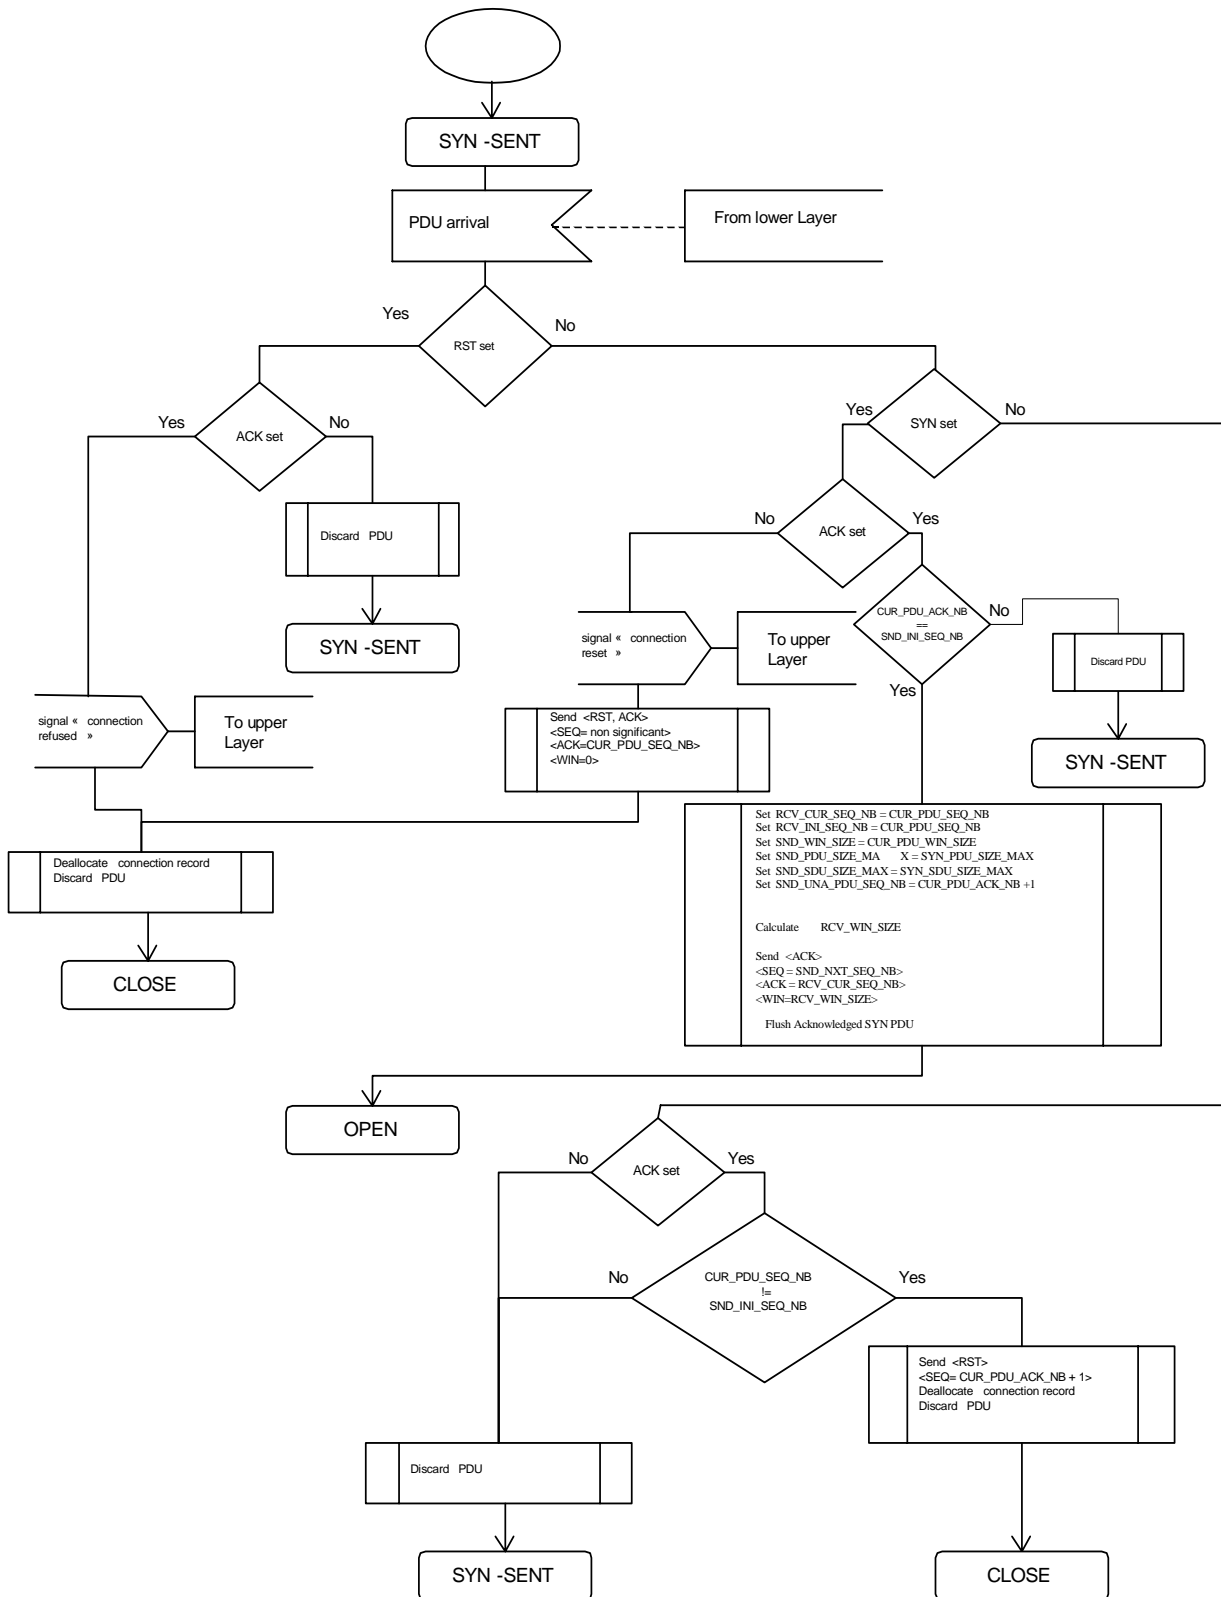 SYN -SENT
PDU arrival
From lower Layer
Yes
No
RST set
Yes
No
ACK set
Yes
No
SYN set
Discard PDU
No
Yes
ACK set
SYN -SENT
CUR_PDU_ACK_NB
==
SND_INI_SEQ_NB
No
Yes
signal « connection
reset »
To upper
Layer
Discard PDU
SYN -SENT
signal « connection
refused »
To upper
Layer
Send <RST, ACK>
<SEQ= non significant>
<ACK=CUR_PDU_SEQ_NB>
<WIN=0>
Deallocate connection record
Discard PDU
CLOSE
Set RCV_CUR_SEQ_NB = CUR_PDU_SEQ_NB
Set RCV_INI_SEQ_NB = CUR_PDU_SEQ_NB
Set SND_WIN_SIZE = CUR_PDU_WIN_SIZE
Set SND_PDU_SIZE_MA X = SYN_PDU_SIZE_MAX
Set SND_SDU_SIZE_MAX = SYN_SDU_SIZE_MAX
Set SND_UNA_PDU_SEQ_NB = CUR_PDU_ACK_NB +1
Calculate RCV_WIN_SIZE
Send <ACK>
<SEQ = SND_NXT_SEQ_NB>
<ACK = RCV_CUR_SEQ_NB>
<WIN=RCV_WIN_SIZE>
Flush Acknowledged SYN PDU
OPEN
No
Yes
ACK set
No
Yes
CUR_PDU_SEQ_NB
!=
SND_INI_SEQ_NB
Send <RST>
<SEQ= CUR_PDU_ACK_NB + 1>
Deallocate connection record
Discard PDU
Discard PDU
SYN -SENT
CLOSE